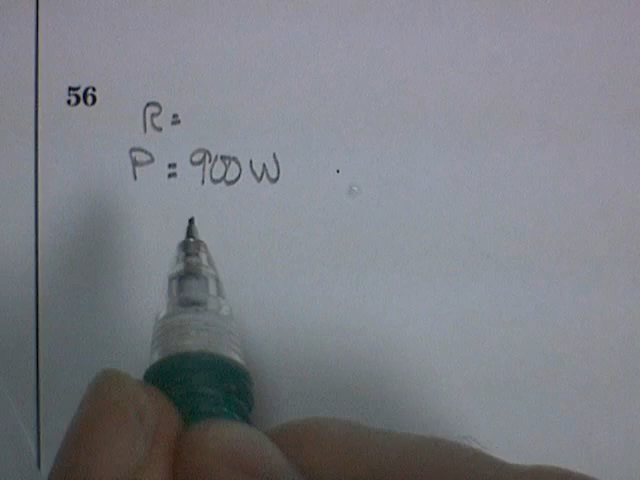 56
R =
P = 900 W